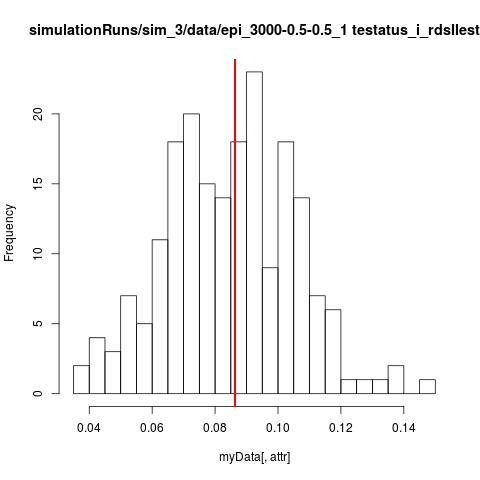 simulationRuns/sim_3/data/epi_3000-0.5-0.5_1 testatus_i_rdsllest
Frequency
20
15
10
5
0
0.04 0.06 0.08 0.10 0.12 0.14
myData[, attr]